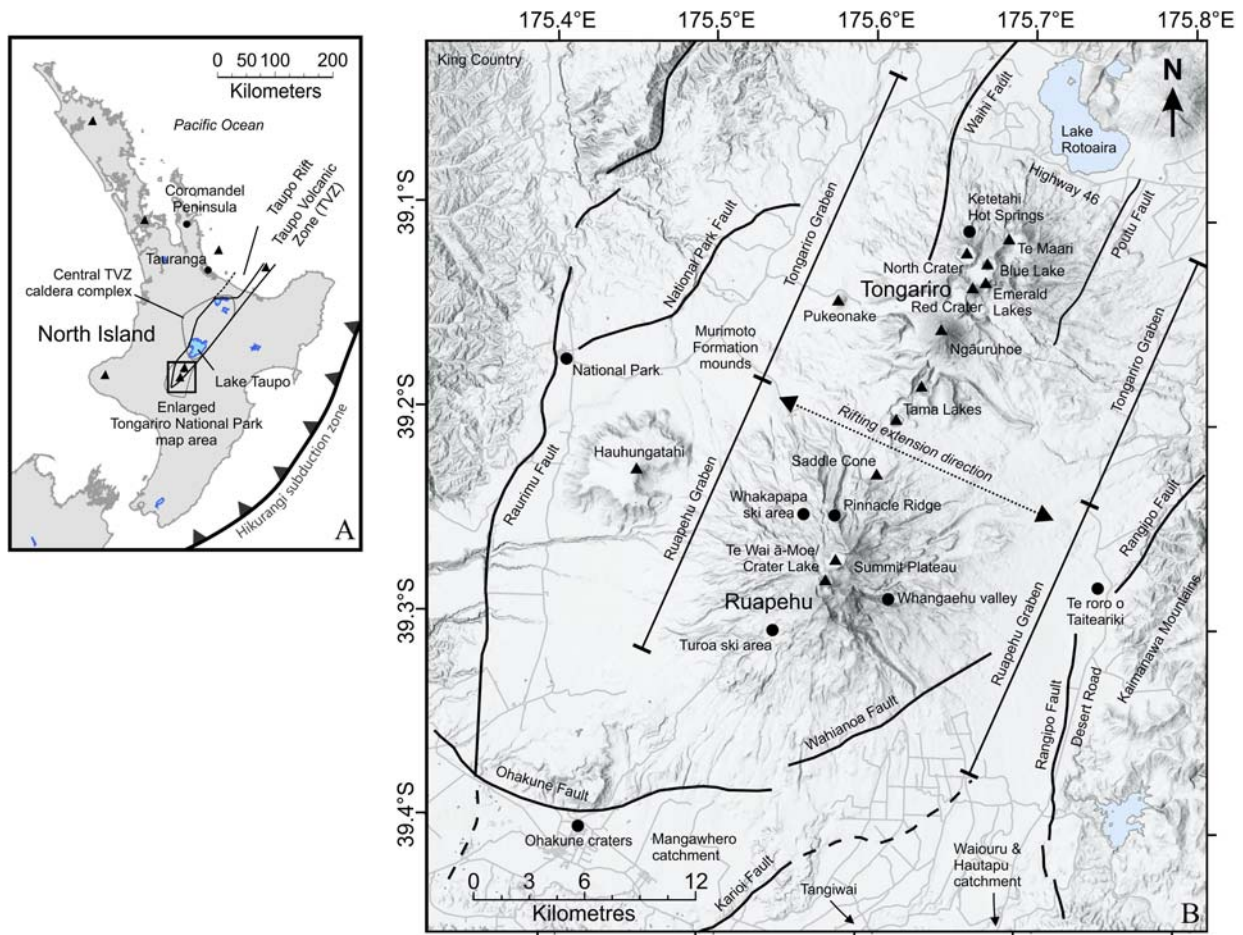 0 50 100 200
Kilometers
Pacific Ocean
Coromandel
Peninsula
Tauranga
Taupo Rift
Taupo Volcanic
Zone (TVZ)
Central TVZ
caldera complex
North Island
Lake Taupo
Enlarged
Tongariro National Park
map area
Hikurangi subduction zone
A
175.4°E
175.5°E
175.6°E
175.7°E
175.8°E
39.1°S
39.2°S
39.3°S
39.4°S
King Country
N
Waihi Fault
Lake
Rotoaira
Highway 46
Ketetahi
Hot Springs
Poutu Fault
Te Maari
North Crater
Blue Lake
Tongariro
Emerald
Lakes
Red Crater
Pukeonake
Ngāuruhoe
National Park Fault
Tongariro Graben
Tongariro Graben
Murimoto
Formation
mounds
National Park
Tama Lakes
Rifting extension direction
Hauhungatahi
Saddle Cone
Raurimu Fault
Ruapehu Graben
Whakapapa
ski area
Pinnacle Ridge
Rangipo Fault
Te Wai ā-Moe/
Crater Lake
Summit Plateau
Ruapehu
Whangaehu valley
Te roro o
Taiteariki
Kaimanawa Mountains
Turoa ski area
Ruapehu Graben
Wahianoa Fault
Rangipo Fault
Desert Road
Ohakune Fault
Ohakune craters
Mangawhero
catchment
Karioi Fault
Waiouru &
Hautapu
catchment
Tangiwai
0 3 6 12
Kilometres
B